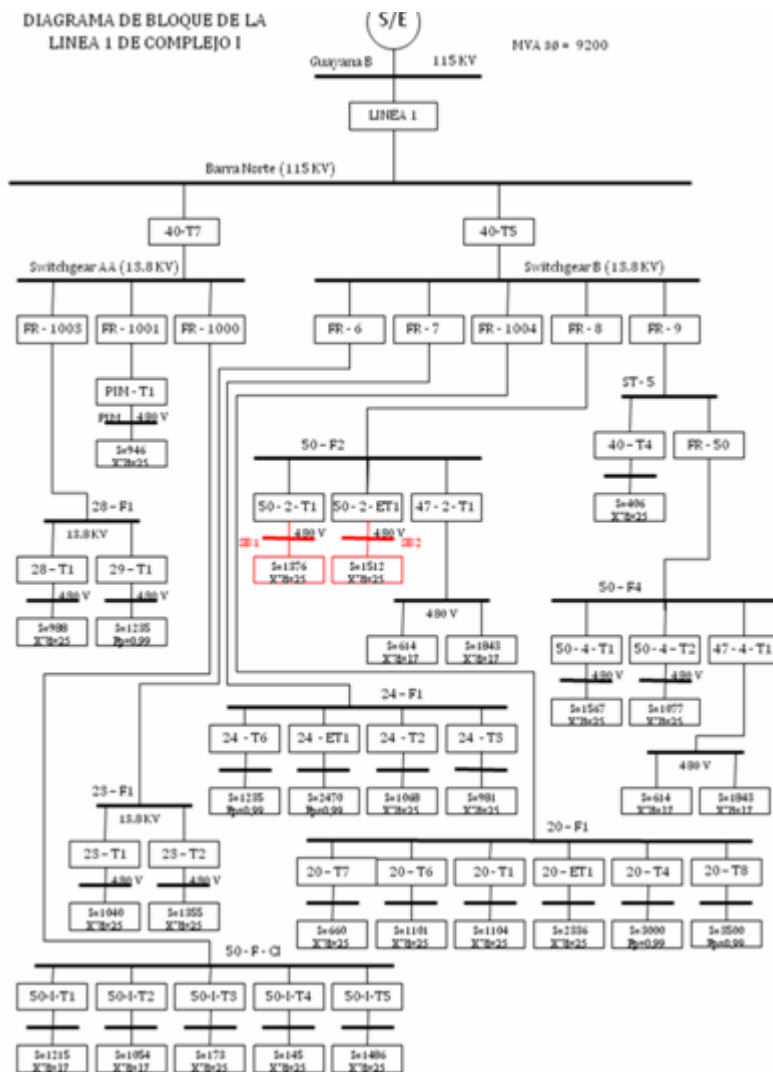 DIAGRAMA DE BLOQUE DE LA
LINEA 1 DE COMPLEJO I
S/E
MVA 3ø = 9200
Guayana B 115 KV
LINEA 1
Barra Norte (115 KV)
40-T7
40-T5
Switchgear AA (13.8 KV)
Switchgear B (13.8 KV)
FR - 1003
FR - 1001
FR - 1000
FR - 6
FR - 7
FR - 1004
FR - 8
FR - 9
ST - 5
PIM - T1
PIM 480 V
S=946
X"d=25
40 - T4
FR - 50
S=406
X"d=25
50 - F2
50 - 2 - T1
50 - 2 - ET1
47 - 2 - T1
SB1 480 V
480 V SB2
S=1376
X"d=25
S=1512
X"d=25
480 V
S=614
X"d=17
S=1843
X"d=17
28 - F1
13.8KV
28 - T1
29 - T1
480 V
480 V
S=988
X"d=25
S=1235
Fp=0.99
50 - F4
50 - 4 - T1
50 - 4 - T2
47 - 4 - T1
480 V
480 V
S=1567
X"d=25
S=1077
X"d=25
480 V
S=614
X"d=17
S=1843
X"d=17
24 - F1
24 - T6
24 - ET1
24 - T2
24 - T3
S=1235
Fp=0.99
S=2470
Fp=0.99
S=1068
X"d=25
S=981
X"d=25
23 - F1
13.8KV
23 - T1
23 - T2
480 V
480 V
S=1040
X"d=25
S=1355
X"d=25
20 - F1
20 - T7
20 - T6
20 - T1
20 - ET1
20 - T4
20 - T8
S=660
X"d=25
S=1101
X"d=25
S=1104
X"d=25
S=2336
X"d=25
S=3000
Fp=0.99
S=3500
Fp=0.99
50 - F - CI
50-I-T1
50-I-T2
50-I-T3
50-I-T4
50-I-T5
S=1215
X"d=17
S=1054
X"d=17
S=173
X"d=25
S=145
X"d=25
S=1486
X"d=25